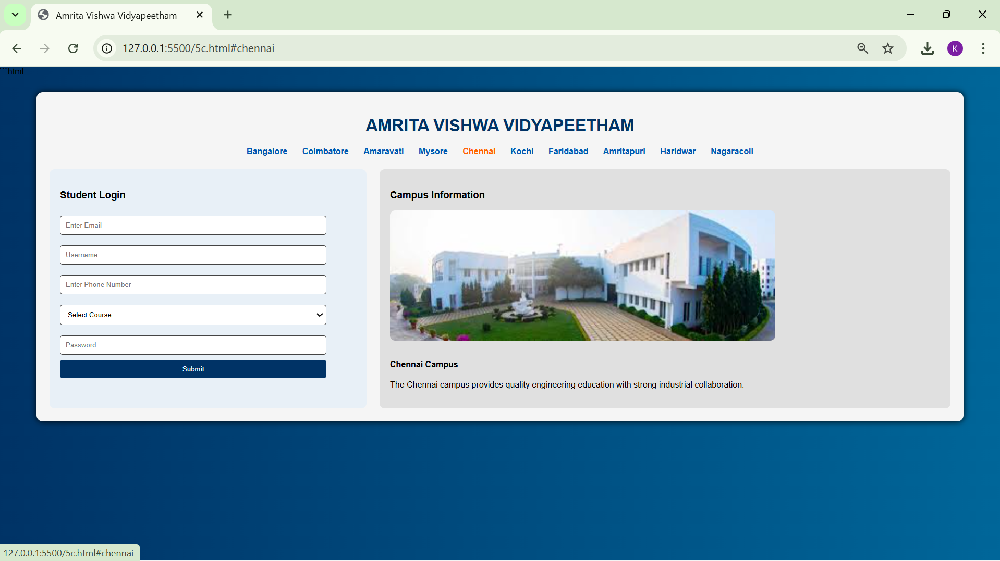 Amrita Vishwa Vidyapeetham
127.0.0.1:5500/5c.html#chennai
K
```html
AMRITA VISHWA VIDYAPEETHAM
Bangalore Coimbatore Amaravati Mysore Chennai Kochi Faridabad Amritapuri Haridwar Nagaracoil
Student Login
Enter Email
Username
Enter Phone Number
Select Course
Password
Submit
Campus Information
Chennai Campus
The Chennai campus provides quality engineering education with strong industrial collaboration.
127.0.0.1:5500/5c.html#chennai